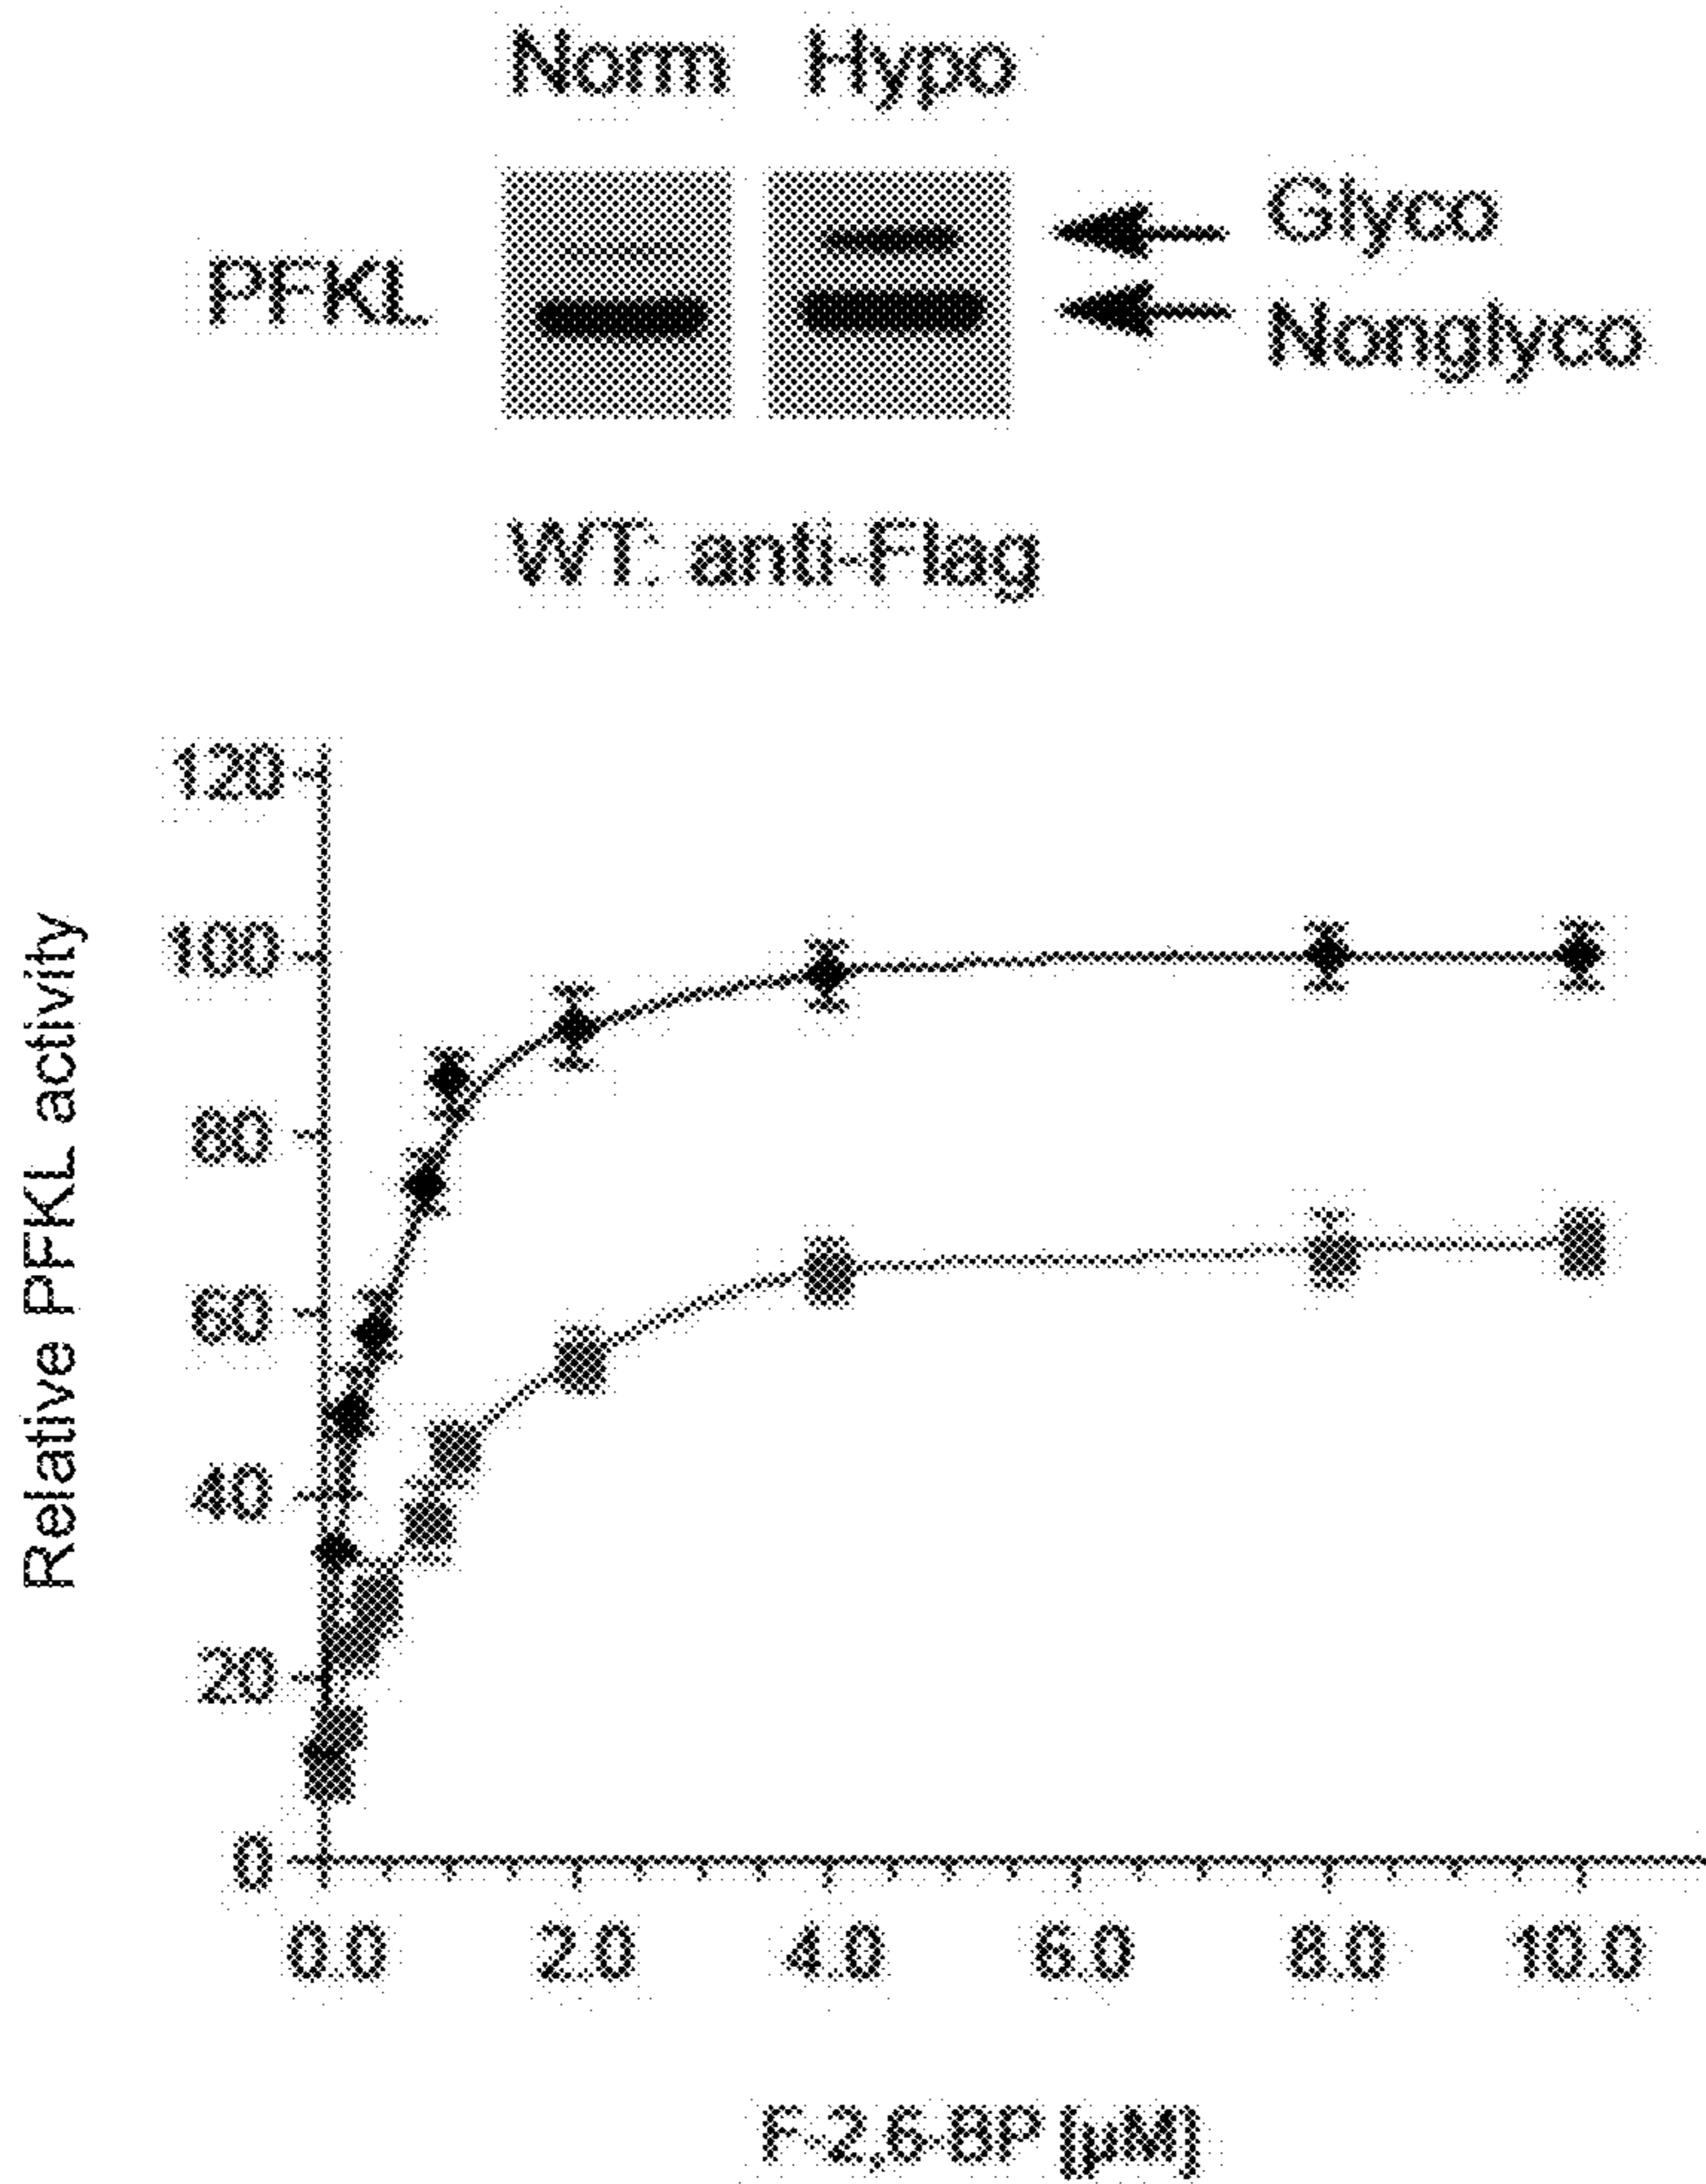 Norm Hypo
Glyco
PFKL
Nonglyco
WT: anti-Flag
120
100
80
60
40
20
0
Relative PFKL activity
0.0 2.0 4.0 6.0 8.0 10.0
F-2,6-BP [µM]